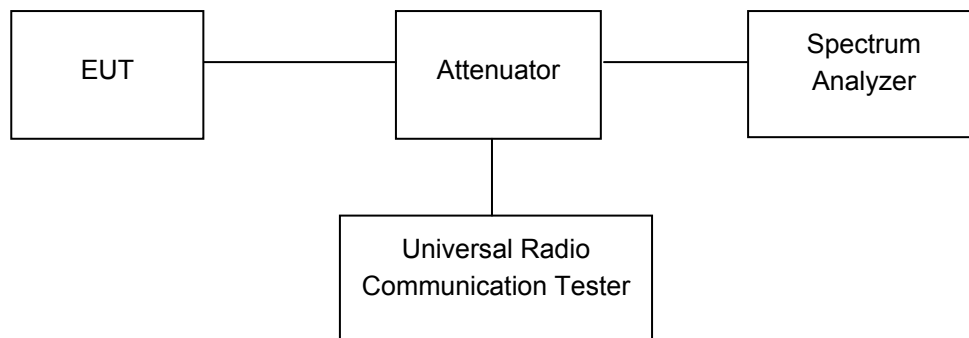 EUT
Attenuator
Spectrum
Analyzer
Universal Radio
Communication Tester